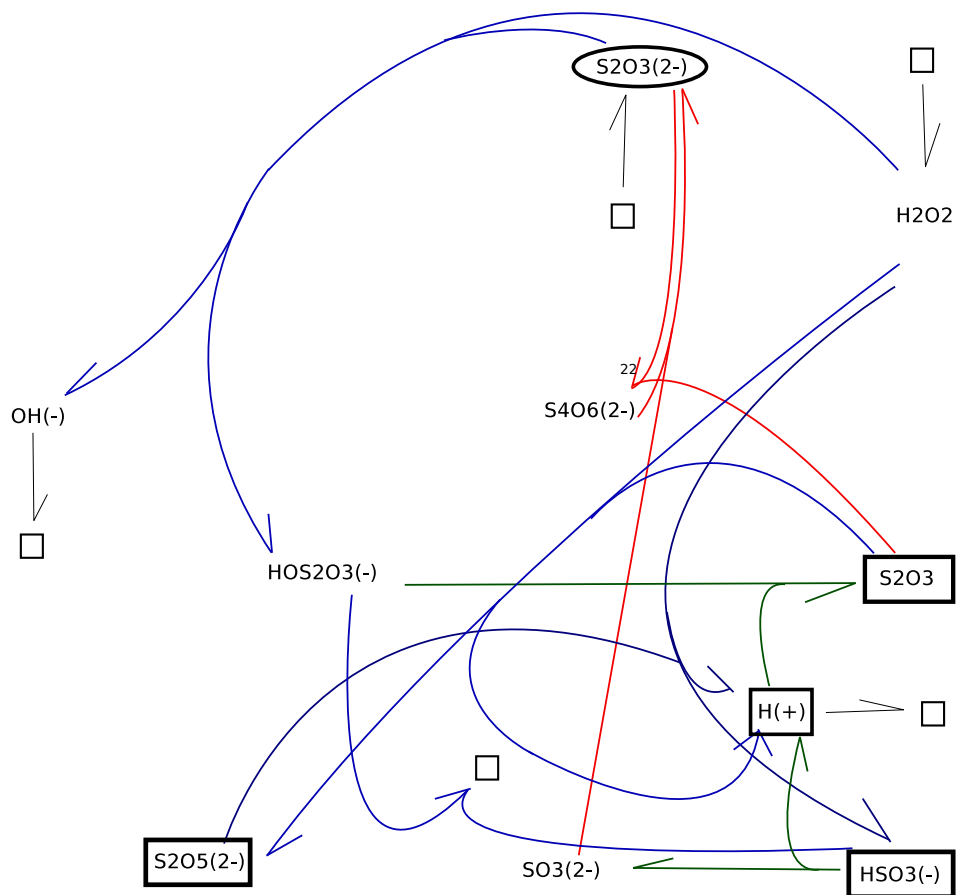 S2O3(2-)
H2O2
22
S4O6(2-)
OH(-)
HOS2O3(-)
S2O3
H(+)
S2O5(2-)
SO3(2-)
HSO3(-)